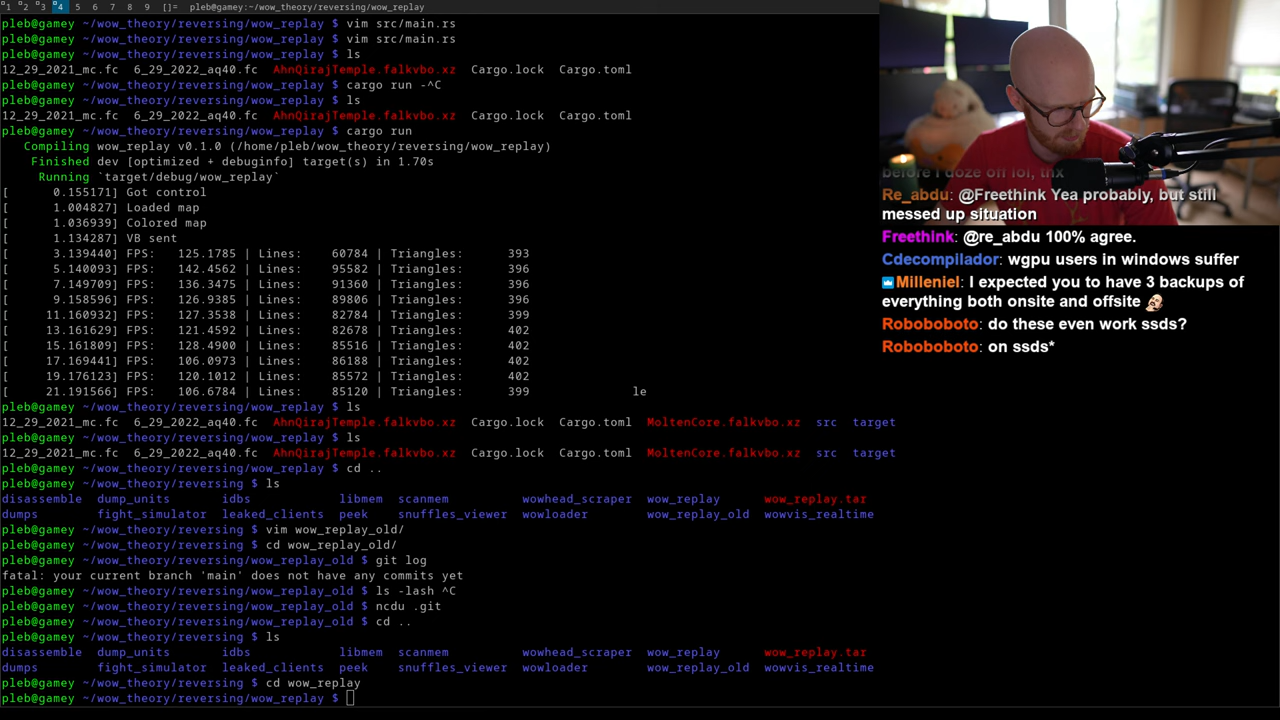 1 2 3 4 5 6 7 8 9 []= pleb@gamey:~/wow_theory/reversing/wow_replay
pleb@gamey ~/wow_theory/reversing/wow_replay $ vim src/main.rs
pleb@gamey ~/wow_theory/reversing/wow_replay $ vim src/main.rs
pleb@gamey ~/wow_theory/reversing/wow_replay $ ls
12_29_2021_mc.fc 6_29_2022_aq40.fc AhnQirajTemple.falkvbo.xz Cargo.lock Cargo.toml
pleb@gamey ~/wow_theory/reversing/wow_replay $ cargo run -^C
pleb@gamey ~/wow_theory/reversing/wow_replay $ ls
12_29_2021_mc.fc 6_29_2022_aq40.fc AhnQirajTemple.falkvbo.xz Cargo.lock Cargo.toml
pleb@gamey ~/wow_theory/reversing/wow_replay $ cargo run
Compiling wow_replay v0.1.0 (/home/pleb/wow_theory/reversing/wow_replay)
Finished dev [optimized + debuginfo] target(s) in 1.70s
Running `target/debug/wow_replay`
[ 0.155171] Got control
[ 1.004827] Loaded map
[ 1.036939] Colored map
[ 1.134287] VB sent
[ 3.139440] FPS: 125.1785 | Lines: 60784 | Triangles: 393
[ 5.140093] FPS: 142.4562 | Lines: 95582 | Triangles: 396
[ 7.149709] FPS: 136.3475 | Lines: 91360 | Triangles: 396
[ 9.158596] FPS: 126.9385 | Lines: 89806 | Triangles: 396
[ 11.160932] FPS: 127.3538 | Lines: 82784 | Triangles: 399
[ 13.161629] FPS: 121.4592 | Lines: 82678 | Triangles: 402
[ 15.161809] FPS: 128.4900 | Lines: 85516 | Triangles: 402
[ 17.169441] FPS: 106.0973 | Lines: 86188 | Triangles: 402
[ 19.176123] FPS: 120.1012 | Lines: 85572 | Triangles: 402
[ 21.191566] FPS: 106.6784 | Lines: 85120 | Triangles: 399 le
pleb@gamey ~/wow_theory/reversing/wow_replay $ ls
12_29_2021_mc.fc 6_29_2022_aq40.fc AhnQirajTemple.falkvbo.xz Cargo.lock Cargo.toml MoltenCore.falkvbo.xz src target
pleb@gamey ~/wow_theory/reversing/wow_replay $ ls
12_29_2021_mc.fc 6_29_2022_aq40.fc AhnQirajTemple.falkvbo.xz Cargo.lock Cargo.toml MoltenCore.falkvbo.xz src target
pleb@gamey ~/wow_theory/reversing/wow_replay $ cd ..
pleb@gamey ~/wow_theory/reversing $ ls
disassemble dump_units idbs libmem scanmem wowhead_scraper wow_replay wow_replay.tar
dumps fight_simulator leaked_clients peek snuffles_viewer wowloader wow_replay_old wowvis_realtime
pleb@gamey ~/wow_theory/reversing $ vim wow_replay_old/
pleb@gamey ~/wow_theory/reversing $ cd wow_replay_old/
pleb@gamey ~/wow_theory/reversing/wow_replay_old $ git log
fatal: your current branch 'main' does not have any commits yet
pleb@gamey ~/wow_theory/reversing/wow_replay_old $ ls -lash ^C
pleb@gamey ~/wow_theory/reversing/wow_replay_old $ ncdu .git
pleb@gamey ~/wow_theory/reversing/wow_replay_old $ cd ..
pleb@gamey ~/wow_theory/reversing $ ls
disassemble dump_units idbs libmem scanmem wowhead_scraper wow_replay wow_replay.tar
dumps fight_simulator leaked_clients peek snuffles_viewer wowloader wow_replay_old wowvis_realtime
pleb@gamey ~/wow_theory/reversing $ cd wow_replay
pleb@gamey ~/wow_theory/reversing/wow_replay $
before I doze off lol, thx
Re_abdu: @Freethink Yea probably, but still
messed up situation
Freethink: @re_abdu 100% agree.
Cdecompilador: wgpu users in windows suffer
Milleniel: I expected you to have 3 backups of
everything both onsite and offsite
Roboboboto: do these even work ssds?
Roboboboto: on ssds*